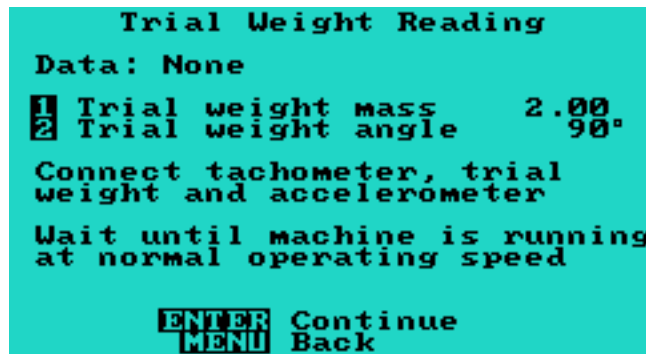 Trial Weight Reading
Data: None
1 Trial weight mass 2.00
2 Trial weight angle 90°
Connect tachometer, trial
weight and accelerometer
Wait until machine is running
at normal operating speed
ENTER Continue
MENU Back